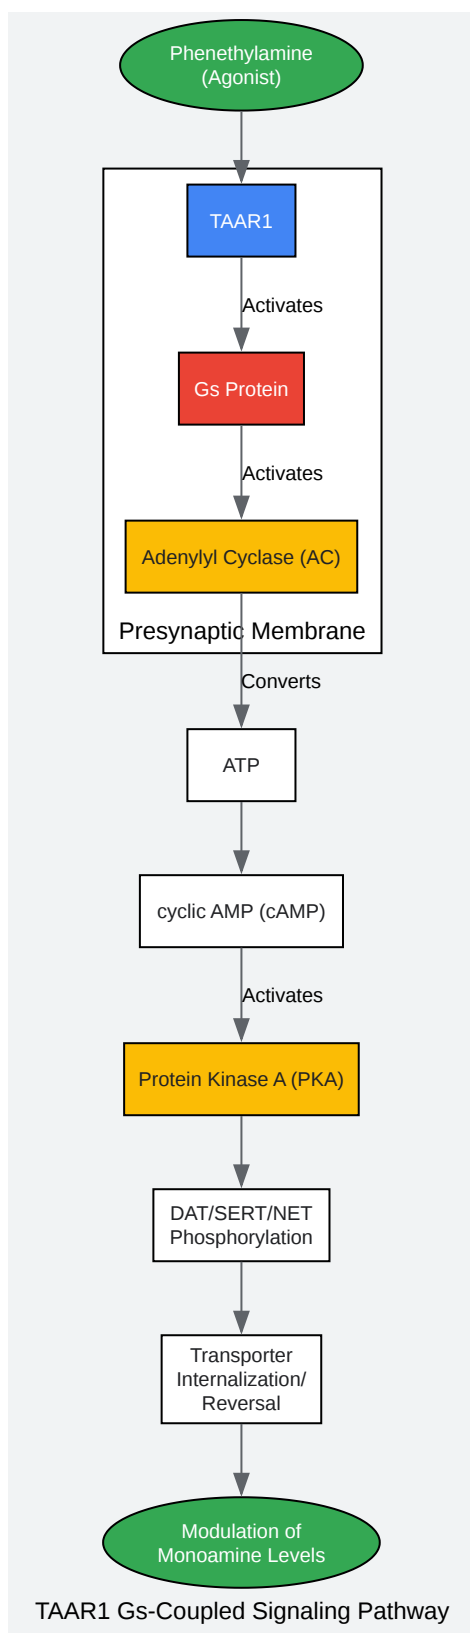 Phenethylamine
(Agonist)
TAAR1
Activates
Gs Protein
Activates
Adenylyl Cyclase (AC)
Presynaptic Membrane
Converts
ATP
cyclic AMP (cAMP)
Activates
Protein Kinase A (PKA)
DAT/SERT/NET
Phosphorylation
Transporter
Internalization/
Reversal
Modulation of
Monoamine Levels
TAAR1 Gs-Coupled Signaling Pathway